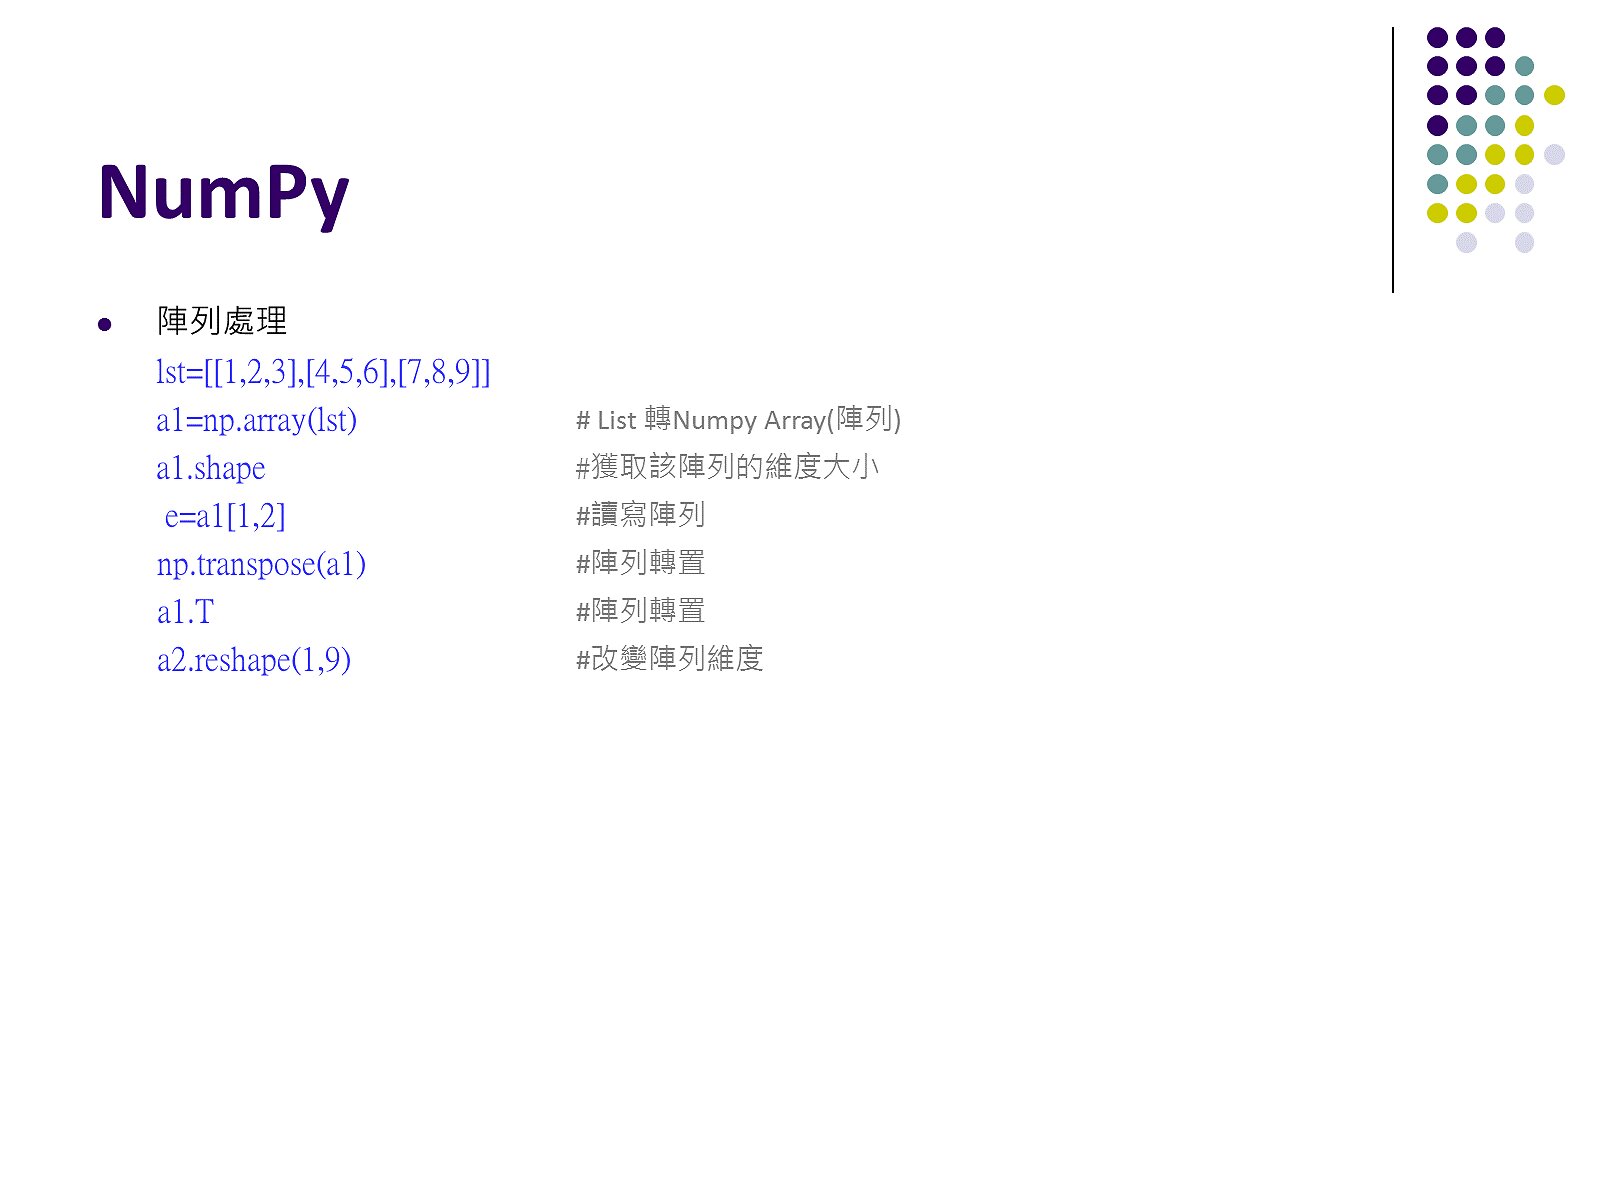 NumPy
陣列處理
lst=[[1,2,3],[4,5,6],[7,8,9]]
a1=np.array(lst) # List 轉Numpy Array(陣列)
a1.shape #獲取該陣列的維度大小
e=a1[1,2] #讀寫陣列
np.transpose(a1) #陣列轉置
a1.T #陣列轉置
a2.reshape(1,9) #改變陣列維度